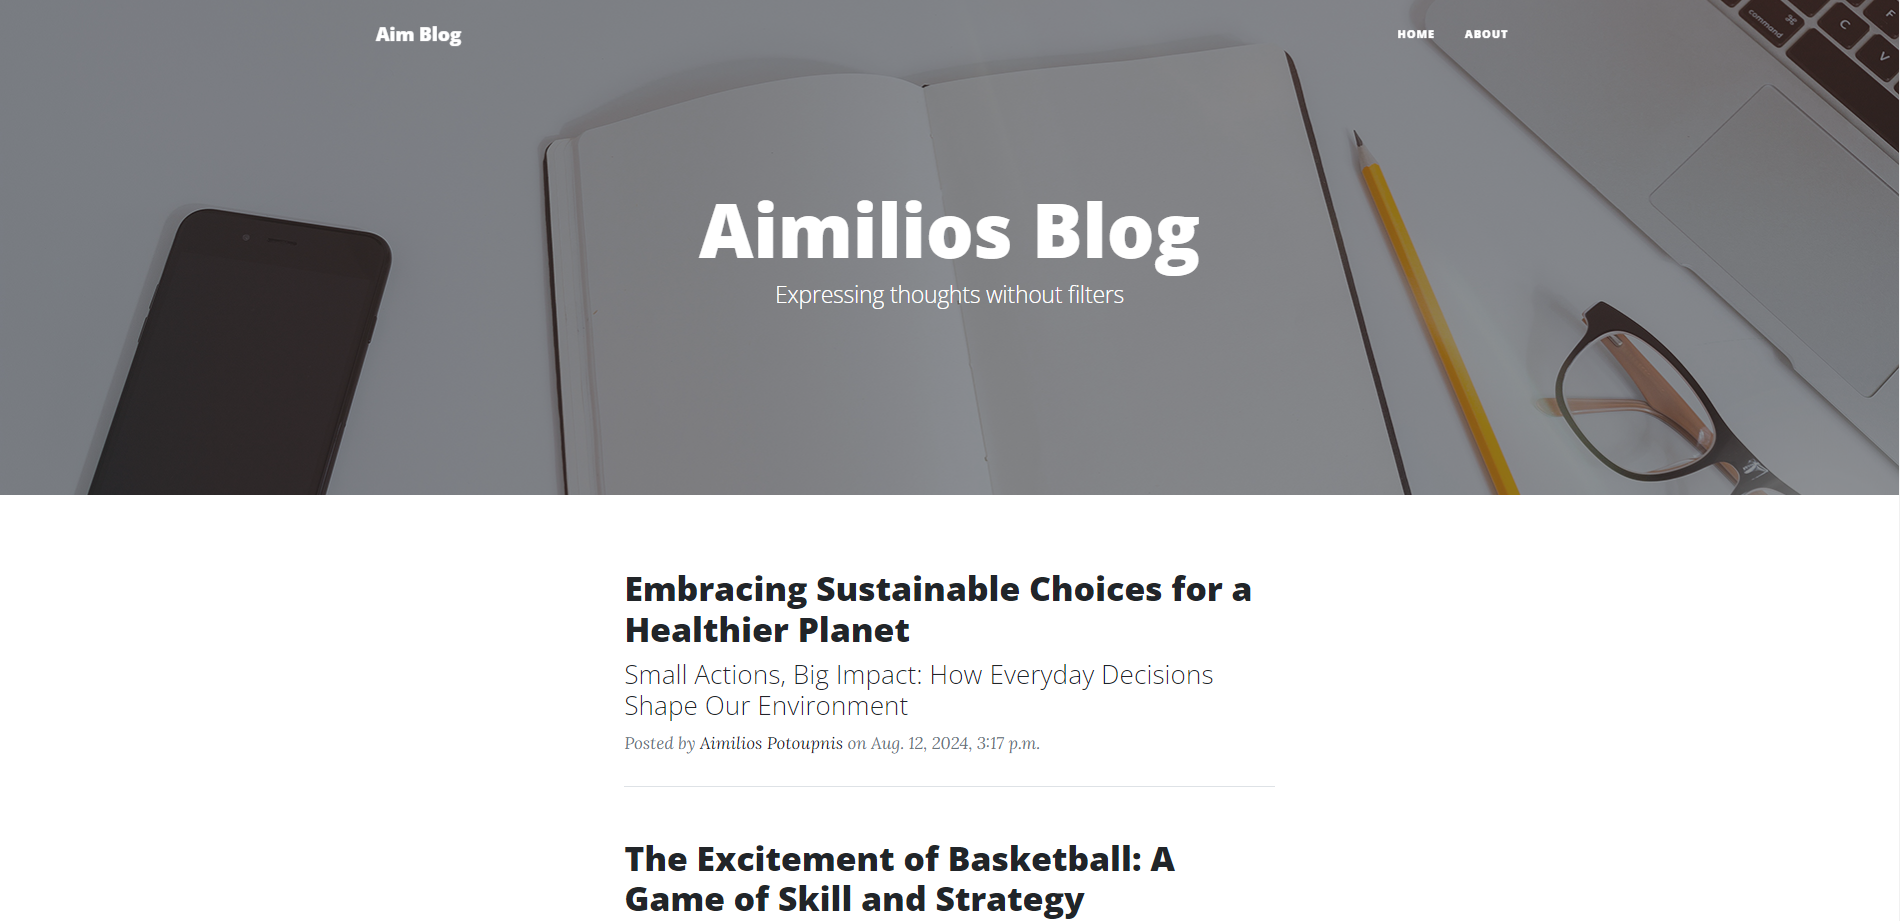 Aim Blog
HOME
ABOUT
command
⌘
C
F
V
Aimilios Blog
Expressing thoughts without filters
Embracing Sustainable Choices for a
Healthier Planet
Small Actions, Big Impact: How Everyday Decisions
Shape Our Environment
Posted by Aimilios Potoupnis on Aug. 12, 2024, 3:17 p.m.
The Excitement of Basketball: A
Game of Skill and Strategy